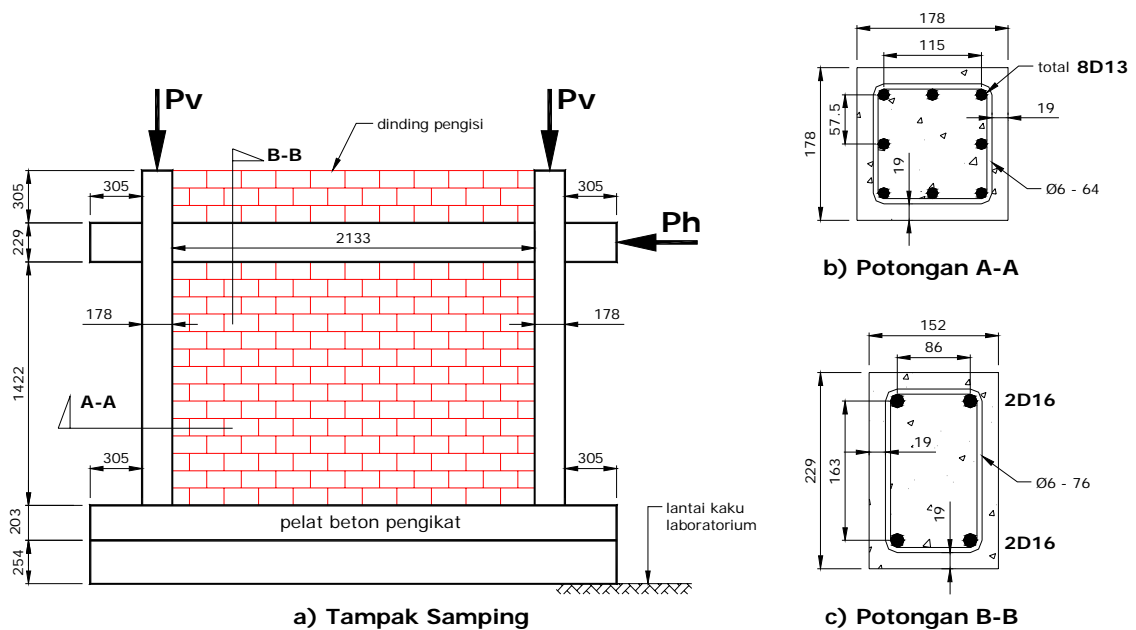 Pv
Pv
dinding pengisi
B-B
305
305
305
Ph
229
2133
178
178
1422
A-A
305
305
203
pelat beton pengikat
lantai kaku
laboratorium
254
a) Tampak Samping
178
115
total 8D13
57.5
178
19
19
Ø6 - 64
b) Potongan A-A
152
86
2D16
229
163
19
Ø6 - 76
19
2D16
c) Potongan B-B